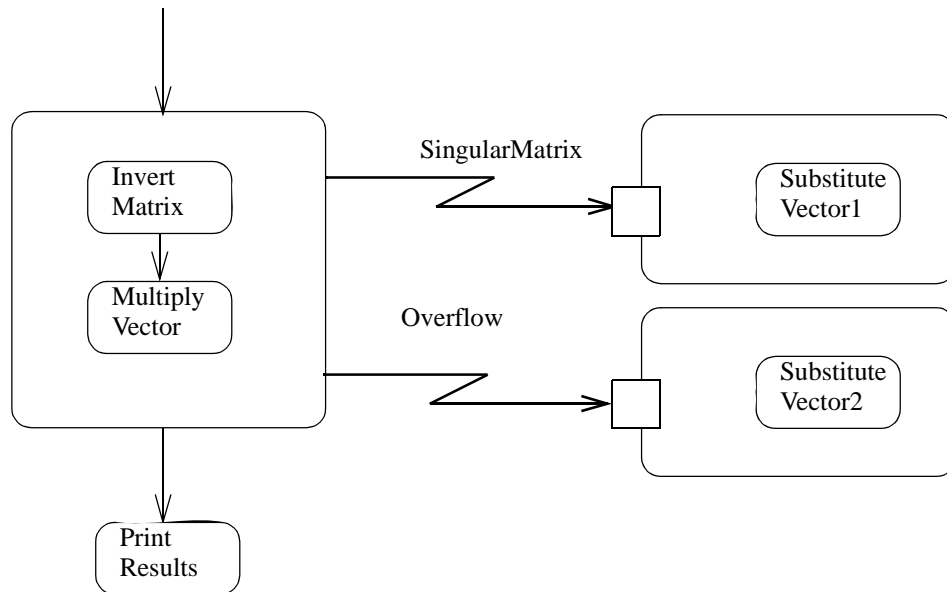 SingularMatrix
Invert
Matrix
Substitute
Vector1
Multiply
Vector
Overflow
Substitute
Vector2
Print
Results